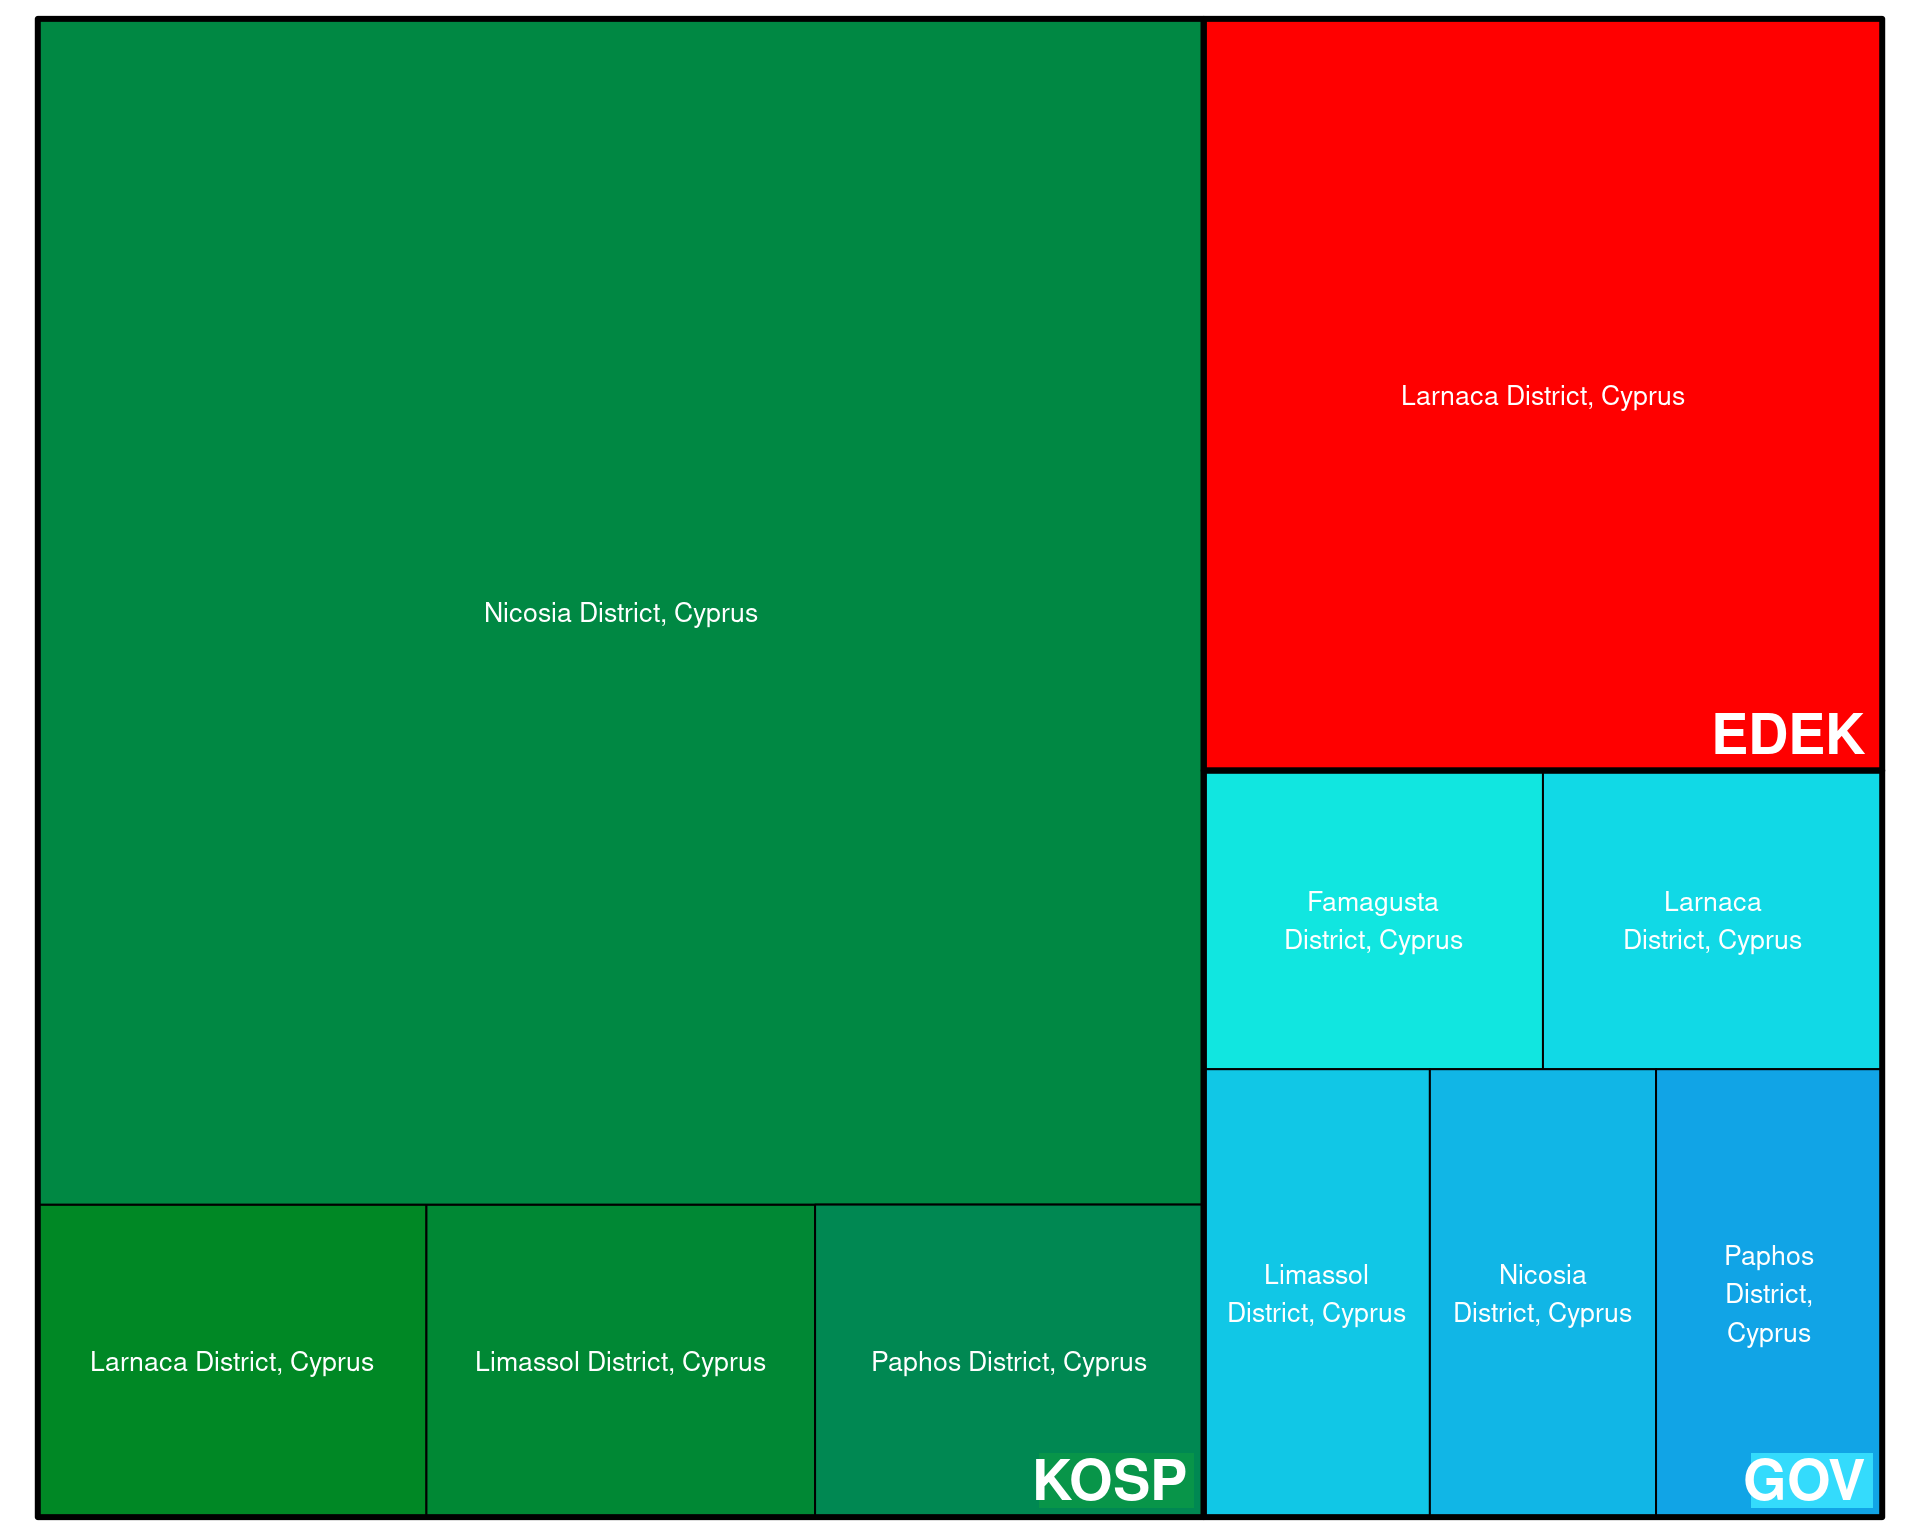 Nicosia District, Cyprus
Larnaca District, Cyprus
Limassol District, Cyprus
Paphos District, Cyprus
KOSP
Larnaca District, Cyprus
EDEK
Famagusta
District, Cyprus
Larnaca
District, Cyprus
Limassol
District, Cyprus
Nicosia
District, Cyprus
Paphos
District,
Cyprus
GOV